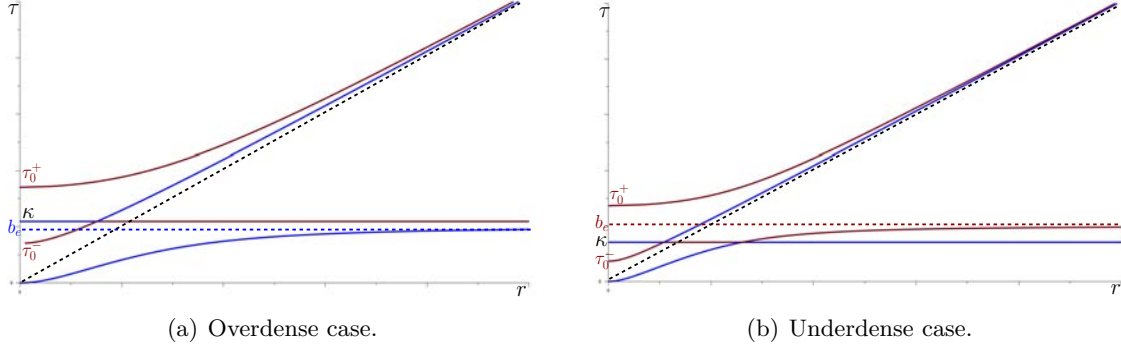 τ
τ₀⁺
κ
bₑ
τ₀⁻
r
(a) Overdense case.
τ
τ₀⁺
bₑ
κ
τ₀⁻
r
(b) Underdense case.